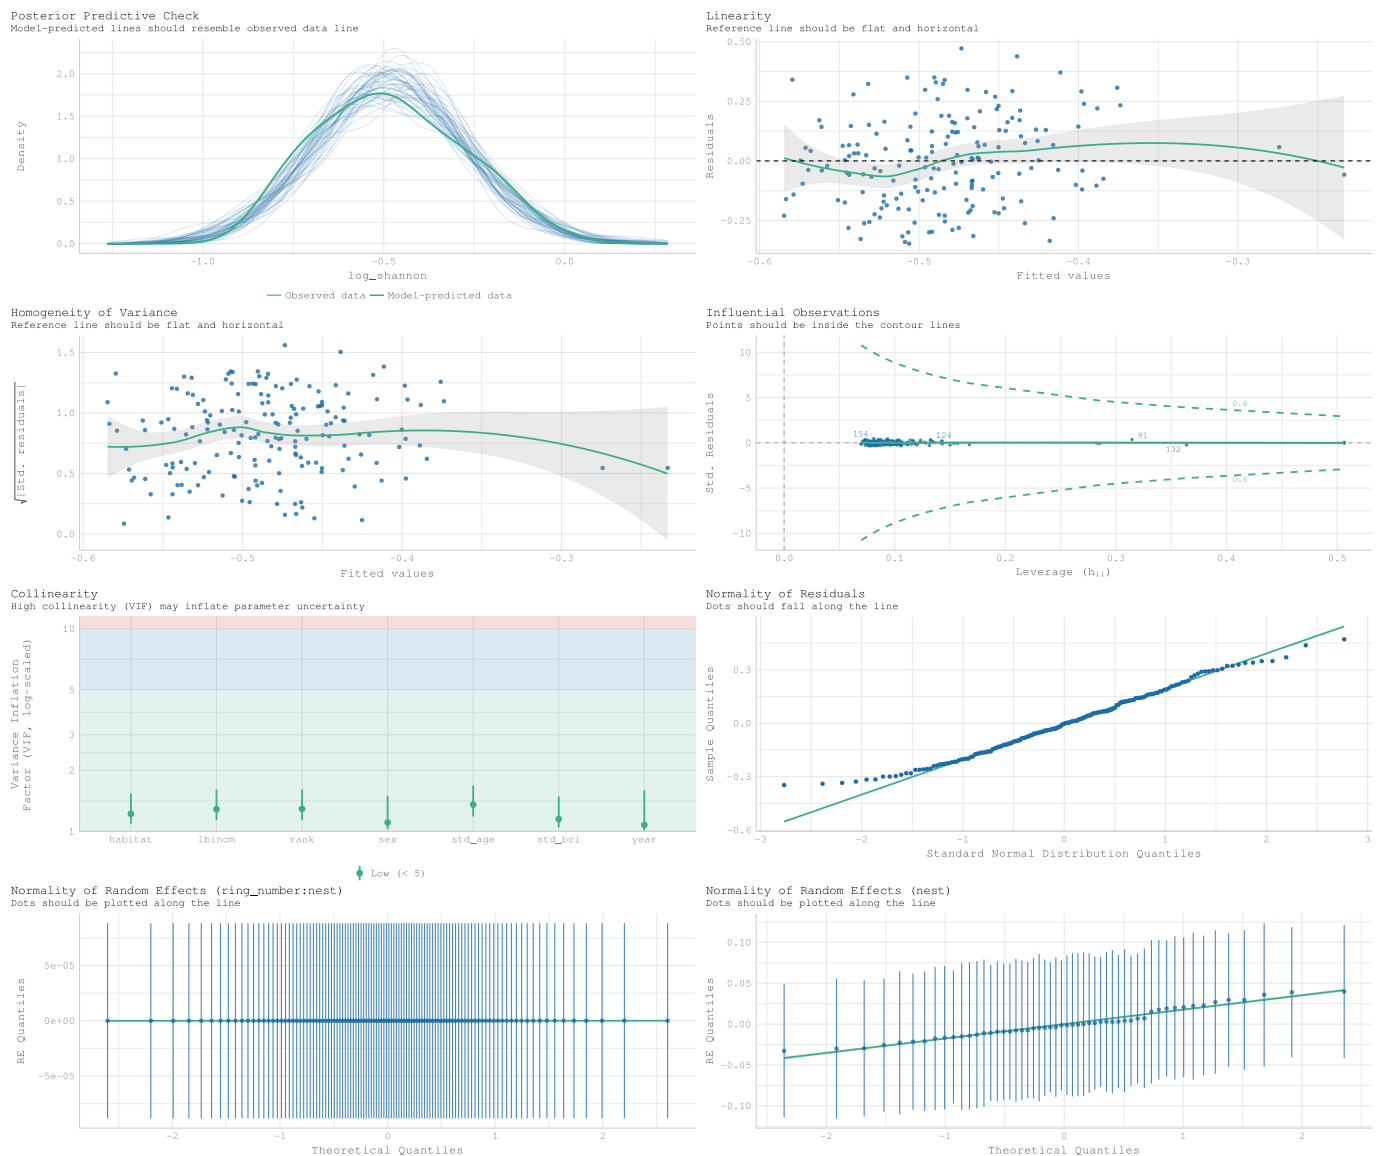 Posterior Predictive Check
Model-predicted lines should resemble observed data line
Density
2.0
1.5
1.0
0.5
0.0
-1.0
-0.5
0.0
log_shannon
Observed data
Model-predicted data
Linearity
Reference line should be flat and horizontal
Residuals
0.50
0.25
0.00
-0.25
-0.6
-0.5
-0.4
-0.3
Fitted values
Homogeneity of Variance
Reference line should be flat and horizontal
√|Std. residuals|
1.5
1.0
0.5
0.0
-0.6
-0.5
-0.4
-0.3
Fitted values
Influential Observations
Points should be inside the contour lines
Std. Residuals
10
5
0
-5
-10
0.8
154
124
91
132
0.8
0.0
0.1
0.2
0.3
0.4
0.5
Leverage (hᵢᵢ)
Collinearity
High collinearity (VIF) may inflate parameter uncertainty
Variance Inflation
Factor (VIF, log-scaled)
10
5
3
2
1
habitat
lbinom
rank
sex
std_age
std_bci
year
Low (< 5)
Normality of Residuals
Dots should fall along the line
Sample Quantiles
0.3
0.0
-0.3
-0.6
-3
-2
-1
0
1
2
3
Standard Normal Distribution Quantiles
Normality of Random Effects (ring_number:nest)
Dots should be plotted along the line
RE Quantiles
5e-05
0e+00
-5e-05
-2
-1
0
1
2
Theoretical Quantiles
Normality of Random Effects (nest)
Dots should be plotted along the line
RE Quantiles
0.10
0.05
0.00
-0.05
-0.10
-2
-1
0
1
2
Theoretical Quantiles